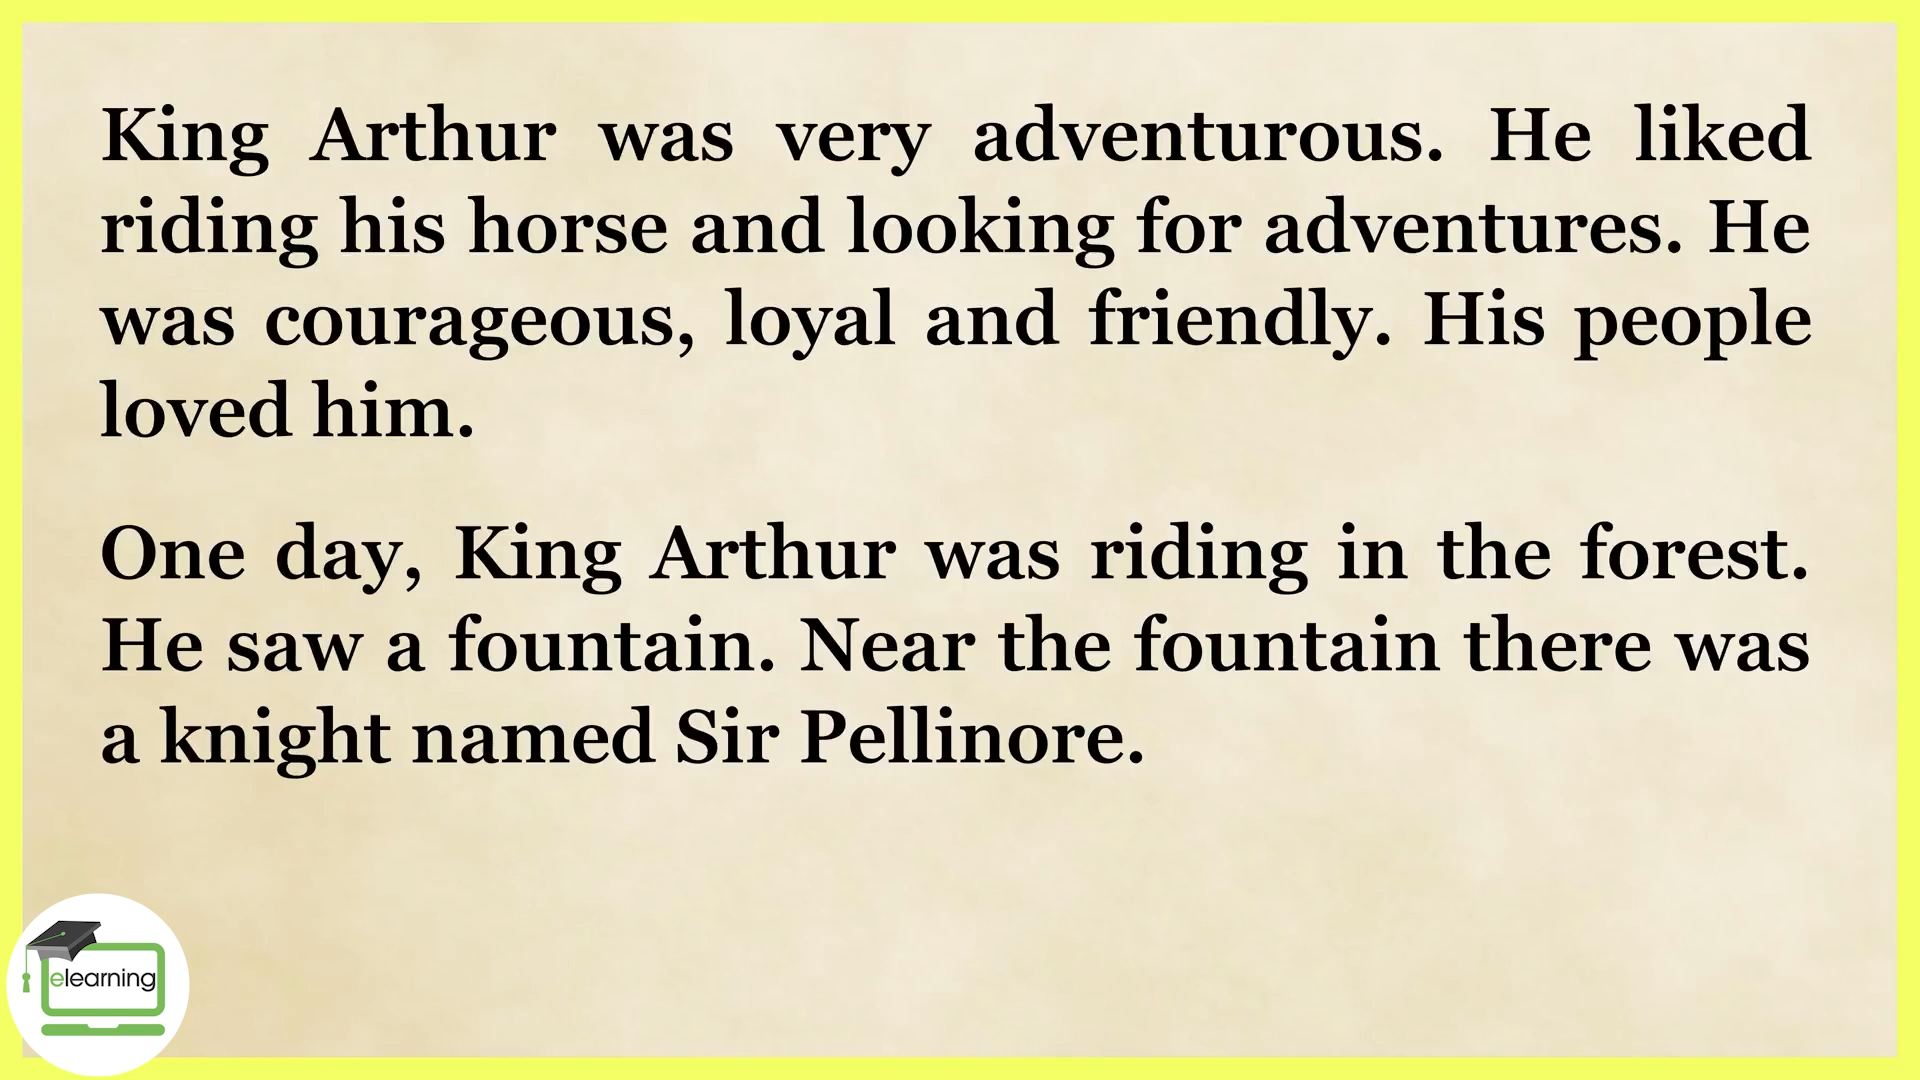 King Arthur was very adventurous. He liked
riding his horse and looking for adventures. He
was courageous, loyal and friendly. His people
loved him.
One day, King Arthur was riding in the forest.
He saw a fountain. Near the fountain there was
a knight named Sir Pellinore.
elearning